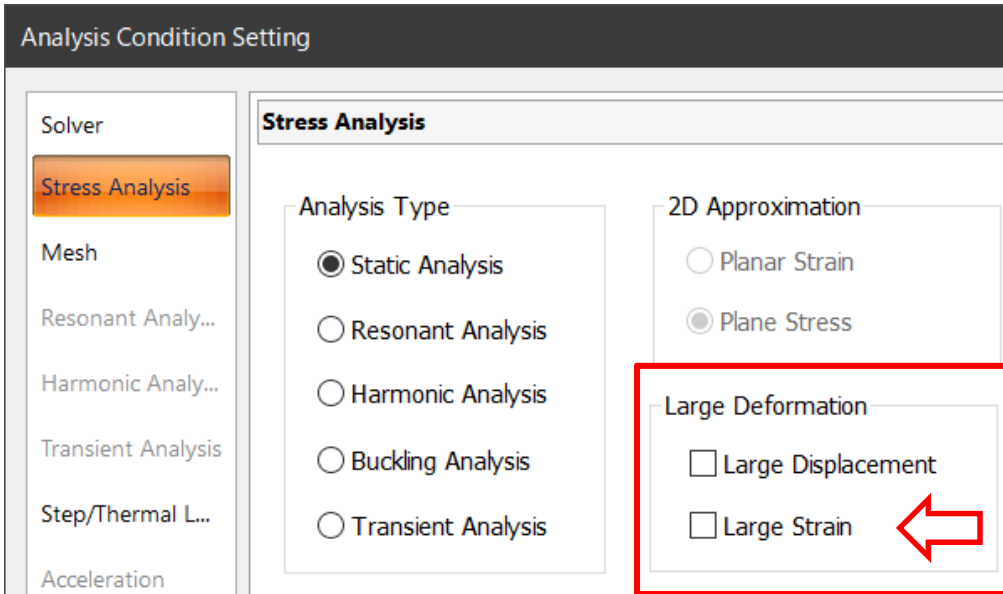 Analysis Condition Setting
Solver
Stress Analysis
Mesh
Resonant Analy...
Harmonic Analy...
Transient Analysis
Step/Thermal L...
Acceleration
Stress Analysis
Analysis Type
Static Analysis
Resonant Analysis
Harmonic Analysis
Buckling Analysis
Transient Analysis
2D Approximation
Planar Strain
Plane Stress
Large Deformation
Large Displacement
Large Strain